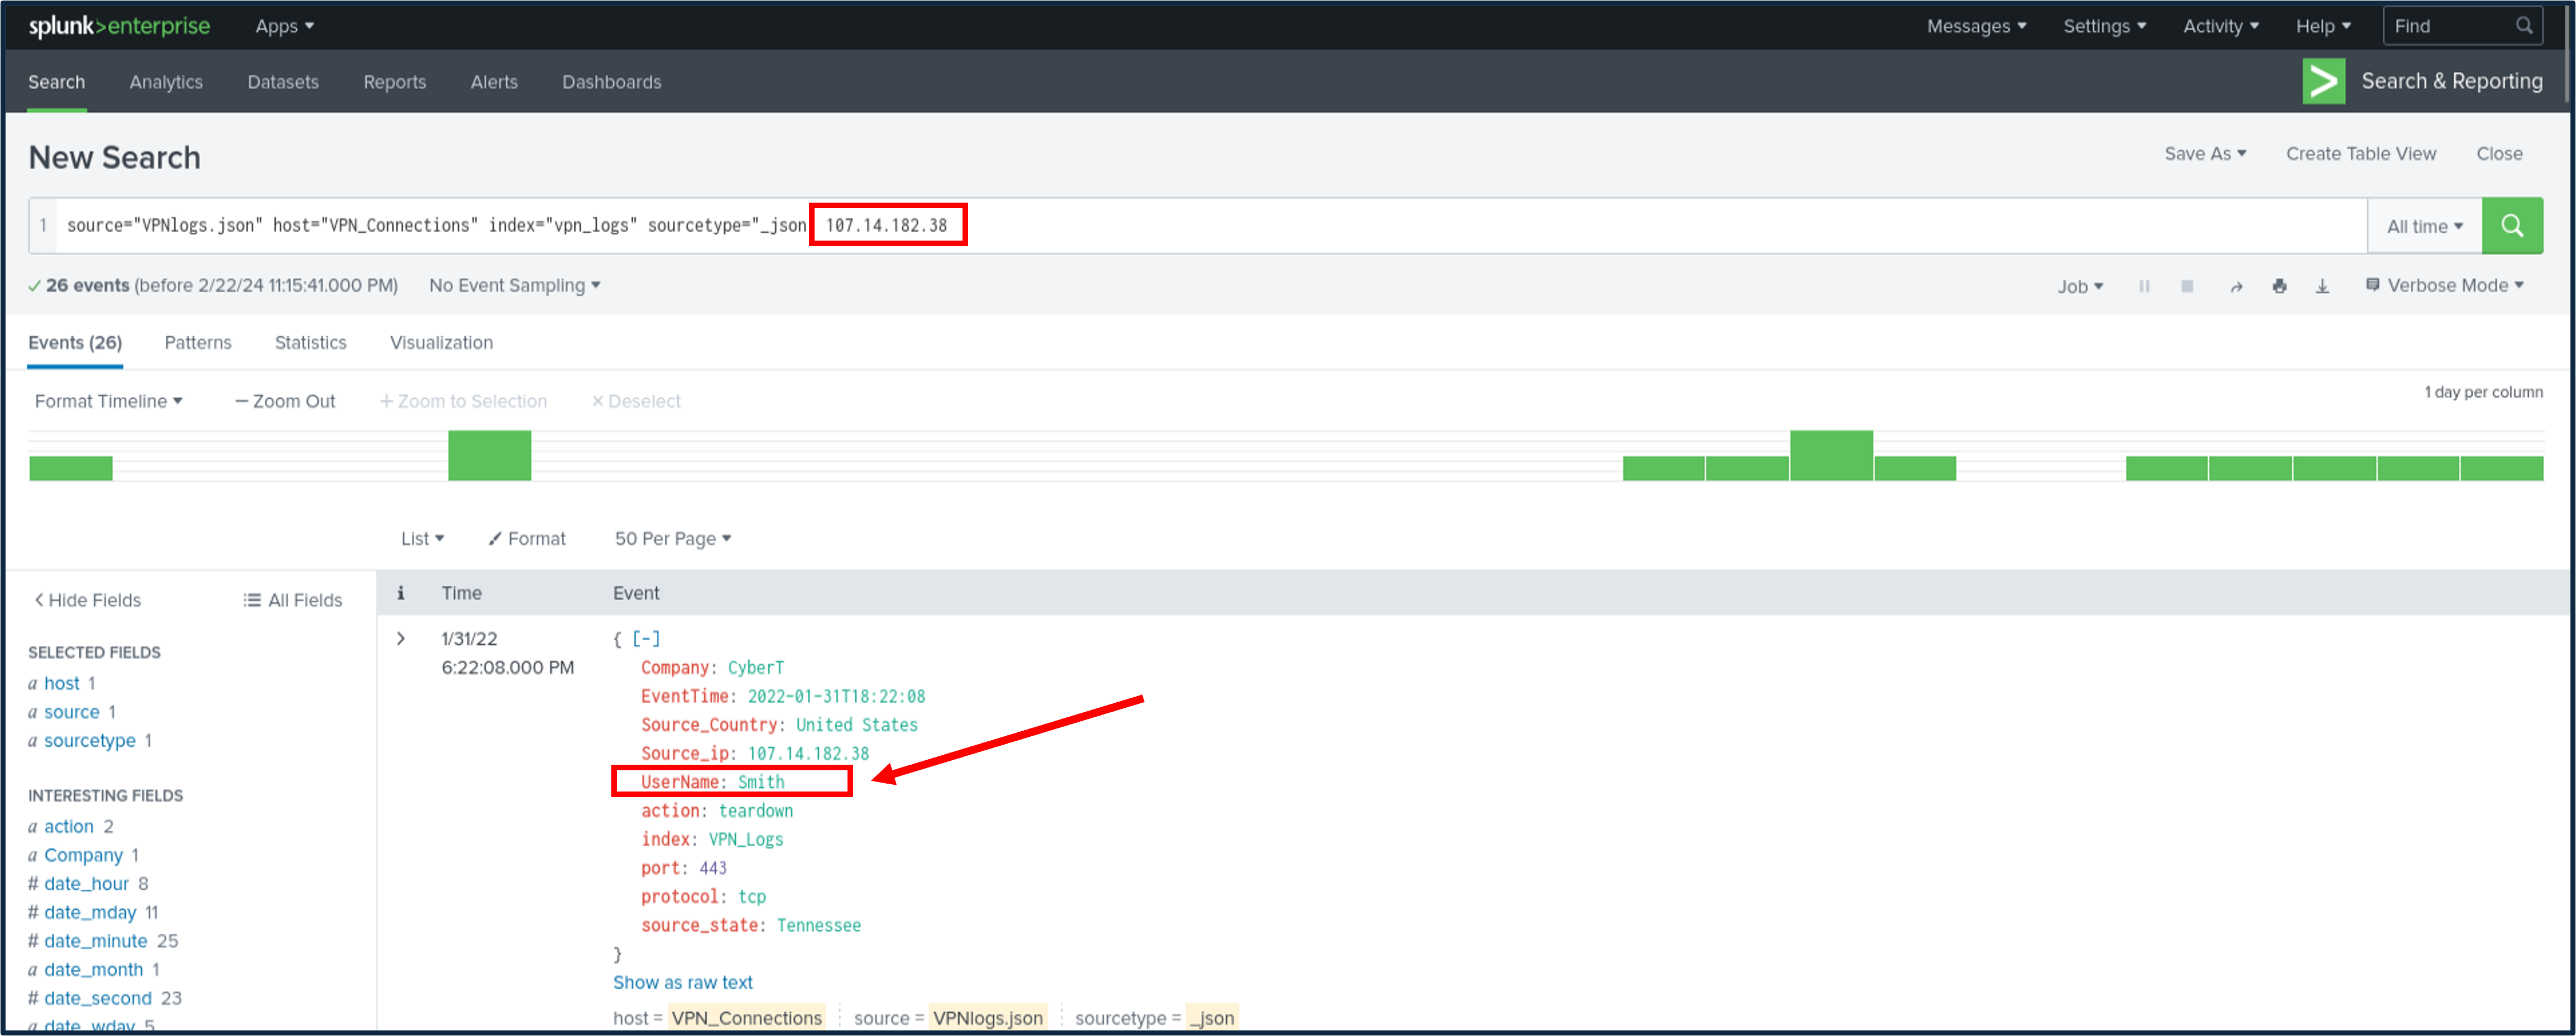 splunk>enterprise Apps Messages Settings Activity Help Find
Search Analytics Datasets Reports Alerts Dashboards Search & Reporting
New Search Save As Create Table View Close
1 source="VPNlogs.json" host="VPN_Connections" index="vpn_logs" sourcetype="_json 107.14.182.38 All time
26 events (before 2/22/24 11:15:41.000 PM) No Event Sampling Job Verbose Mode
Events (26) Patterns Statistics Visualization
Format Timeline — Zoom Out + Zoom to Selection × Deselect 1 day per column
List Format 50 Per Page
< Hide Fields All Fields i Time Event
SELECTED FIELDS
a host 1
a source 1
a sourcetype 1
INTERESTING FIELDS
a action 2
a Company 1
# date_hour 8
# date_mday 11
# date_minute 25
a date_month 1
# date_second 23
a date_wday 5
> 1/31/22
6:22:08.000 PM
{ [-]
Company: CyberT
EventTime: 2022-01-31T18:22:08
Source_Country: United States
Source_ip: 107.14.182.38
UserName: Smith
action: teardown
index: VPN_Logs
port: 443
protocol: tcp
source_state: Tennessee
}
Show as raw text
host = VPN_Connections source = VPNlogs.json sourcetype = _json